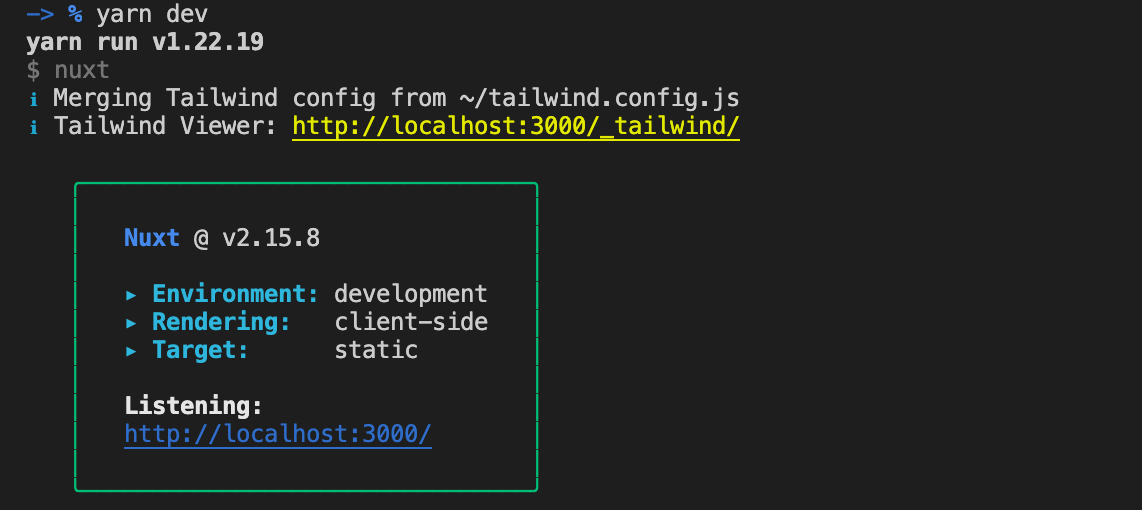 –> % yarn dev
yarn run v1.22.19
$ nuxt
ℹ Merging Tailwind config from ~/tailwind.config.js
ℹ Tailwind Viewer: http://localhost:3000/_tailwind/
Nuxt @ v2.15.8
▸ Environment: development
▸ Rendering: client-side
▸ Target: static
Listening:
http://localhost:3000/